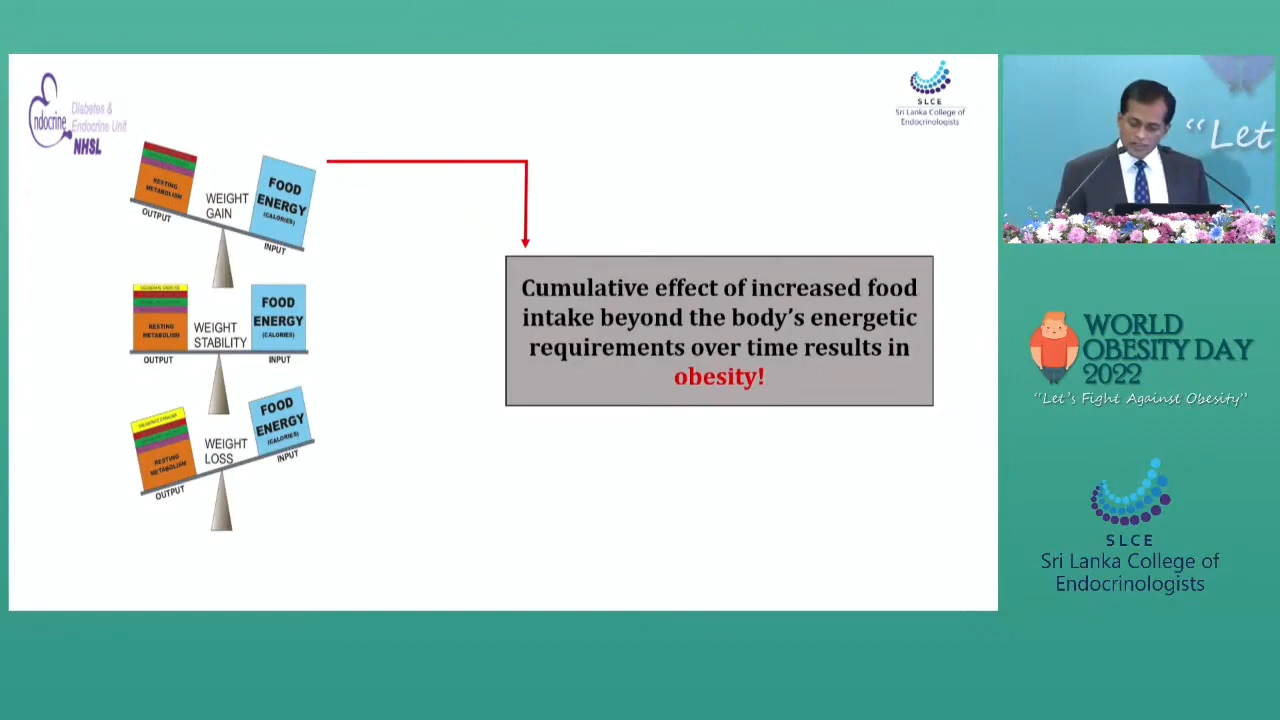 Endocrine
Diabetes &
Endocrine Unit
NHSL
SLCE
Sri Lanka College of
Endocrinologists
RESTING
METABOLISM
OUTPUT
WEIGHT
GAIN
FOOD
ENERGY
(CALORIES)
INPUT
RESTING
METABOLISM
OUTPUT
WEIGHT
STABILITY
FOOD
ENERGY
(CALORIES)
INPUT
RESTING
METABOLISM
OUTPUT
WEIGHT
LOSS
FOOD
ENERGY
(CALORIES)
INPUT
Cumulative effect of increased food
intake beyond the body's energetic
requirements over time results in
obesity!
"Let
WORLD
OBESITY DAY
2022
"Let's Fight Against Obesity"
SLCE
Sri Lanka College of
Endocrinologists